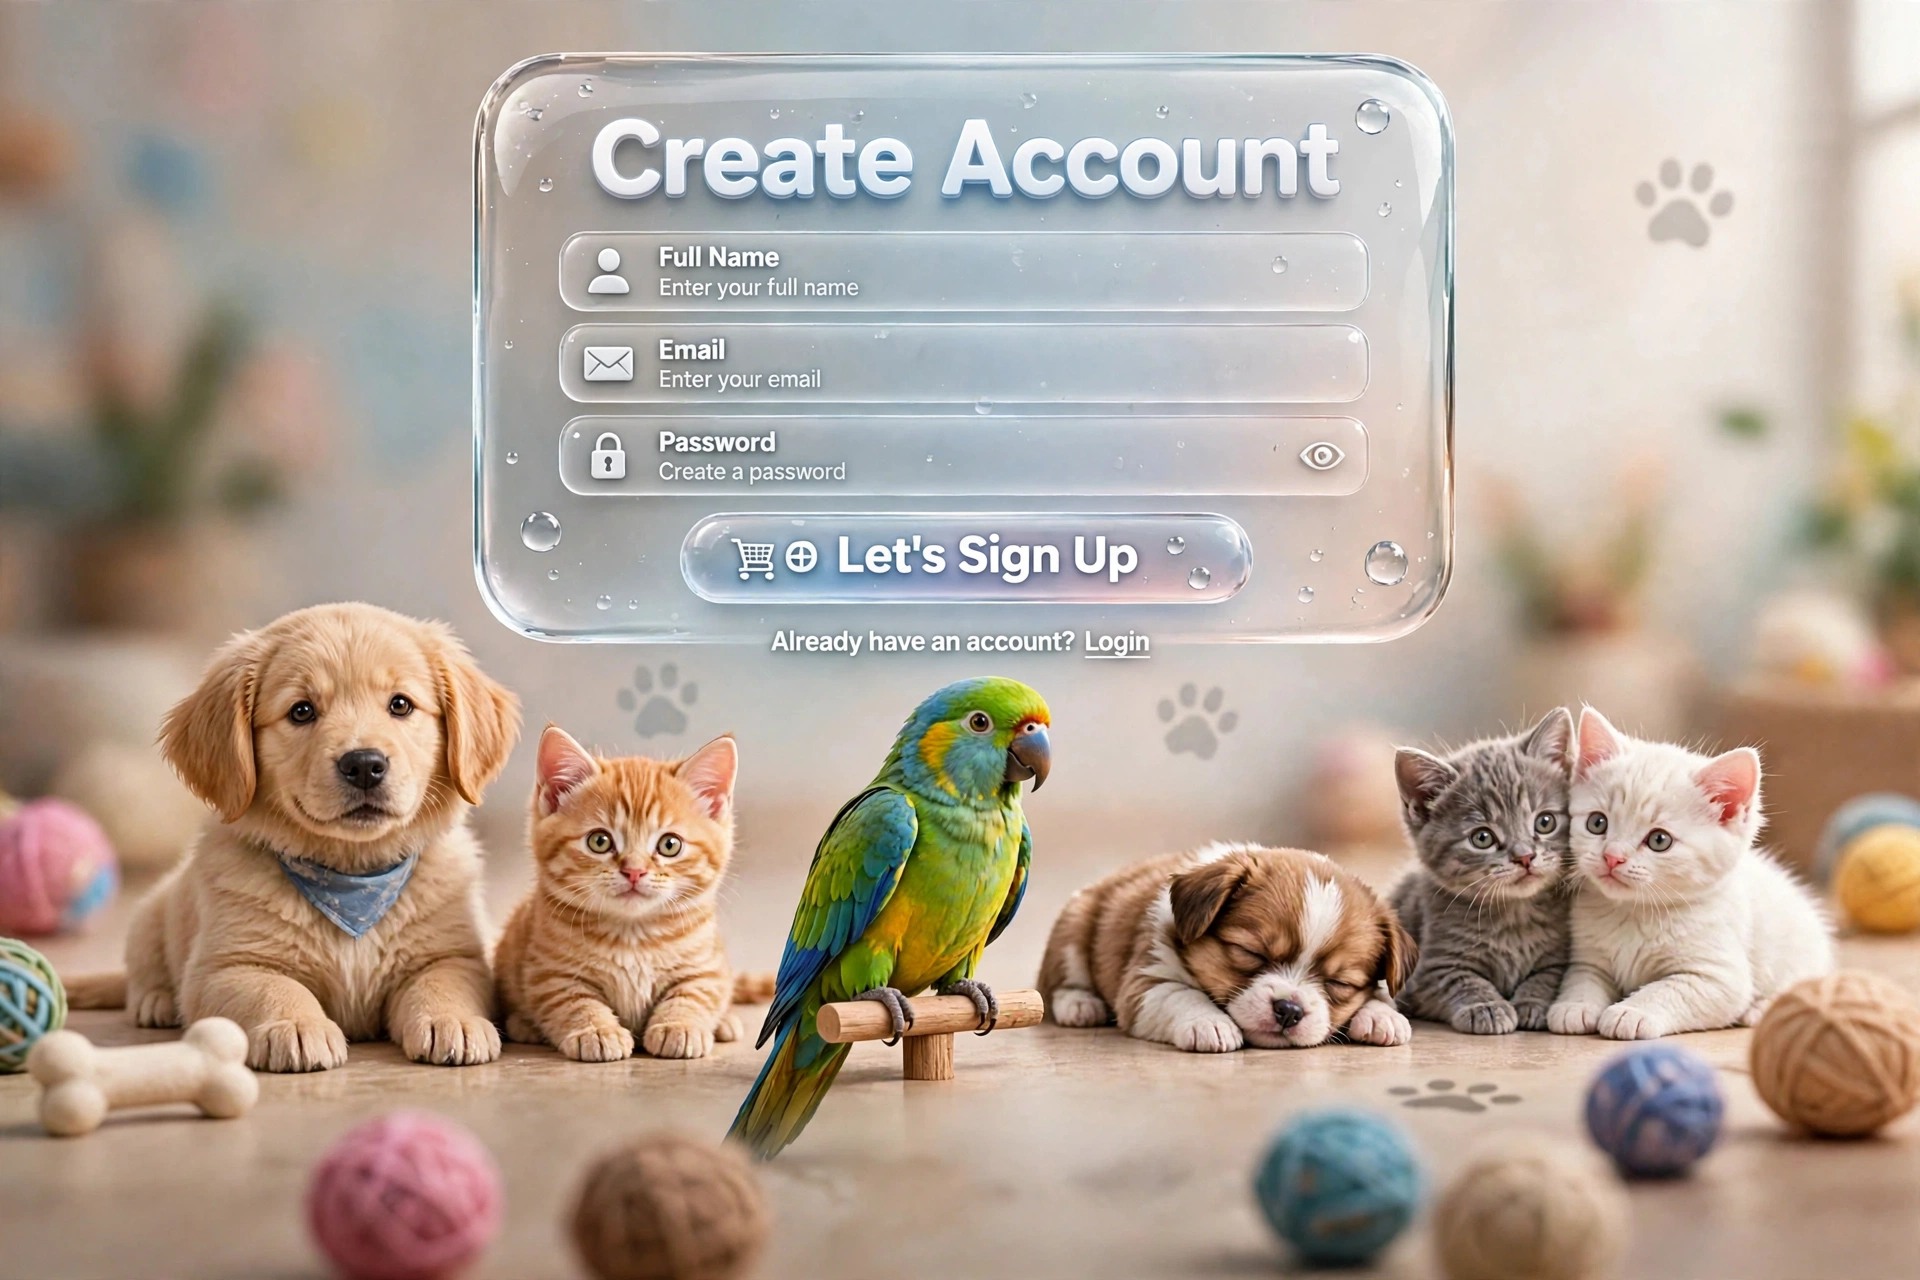 Create Account
Full Name
Enter your full name
Email
Enter your email
Password
Create a password
Let's Sign Up
Already have an account? Login